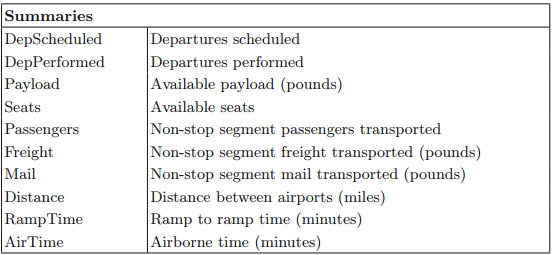 Summaries
DepScheduled Departures scheduled
DepPerformed Departures performed
Payload Available payload (pounds)
Seats Available seats
Passengers Non-stop segment passengers transported
Freight Non-stop segment freight transported (pounds)
Mail Non-stop segment mail transported (pounds)
Distance Distance between airports (miles)
RampTime Ramp to ramp time (minutes)
AirTime Airborne time (minutes)